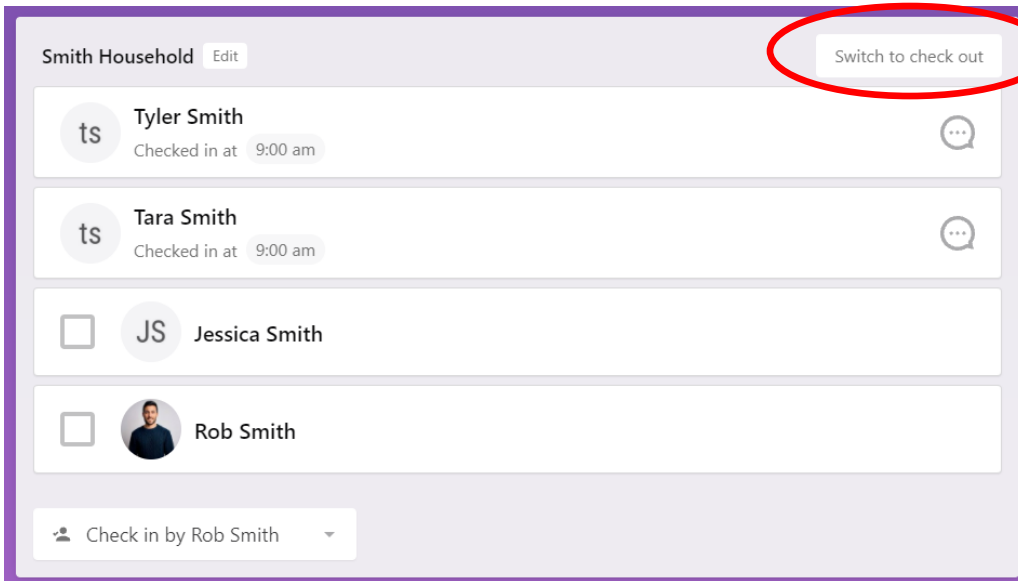 Smith Household Edit Switch to check out
ts Tyler Smith
Checked in at 9:00 am
ts Tara Smith
Checked in at 9:00 am
JS Jessica Smith
Rob Smith
Check in by Rob Smith